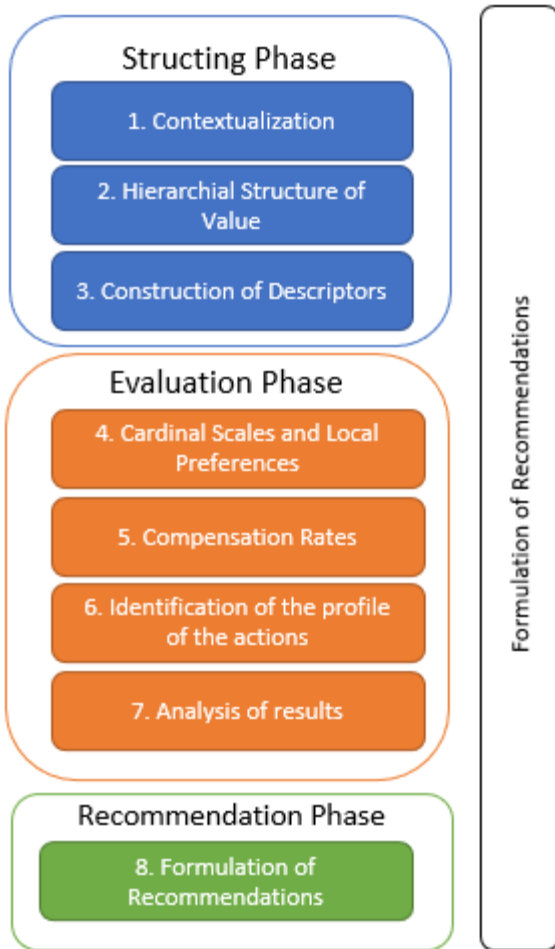 Structing Phase
1. Contextualization
2. Hierarchial Structure of
Value
3. Construction of Descriptors
Evaluation Phase
4. Cardinal Scales and Local
Preferences
5. Compensation Rates
6. Identification of the profile
of the actions
7. Analysis of results
Recommendation Phase
8. Formulation of
Recommendations
Formulation of Recommendations